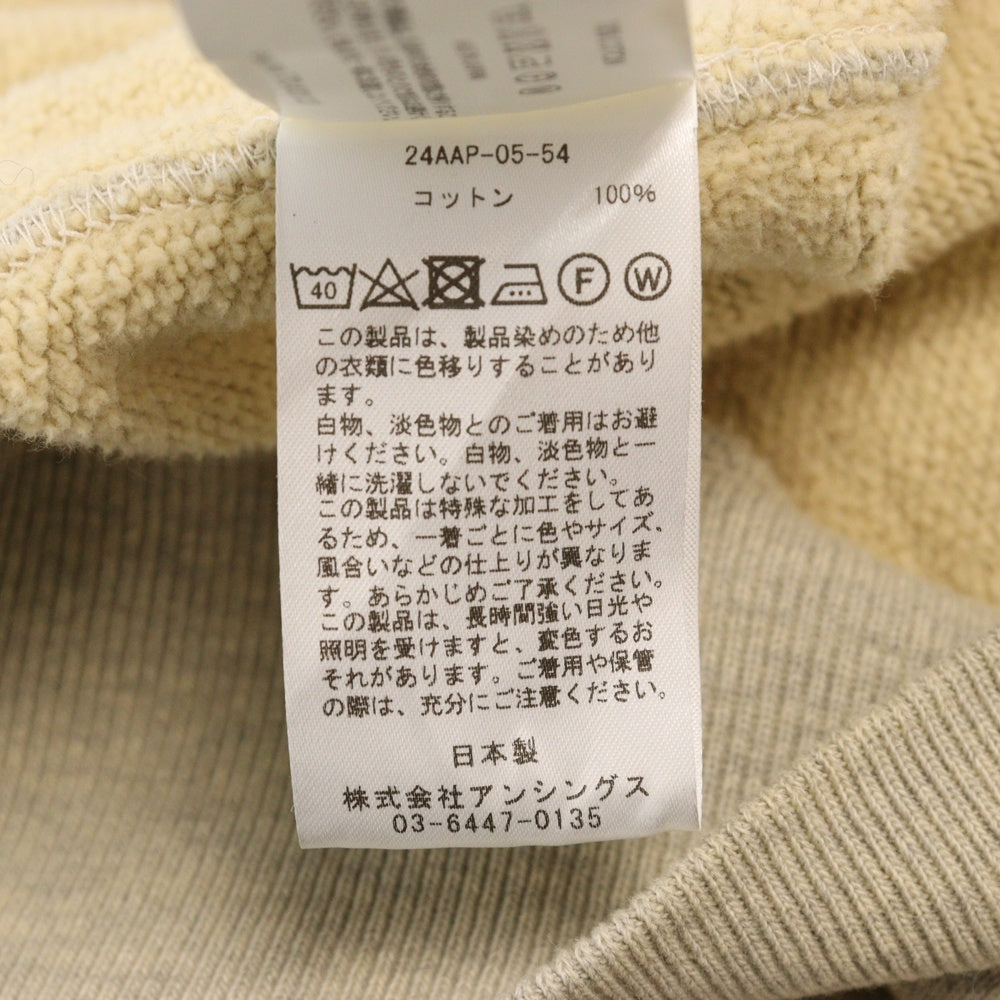 24AAP-05-54
コットン 100%
40
F
W
この製品は、製品染めのため他
の衣類に色移りすることがあり
ます。
白物、淡色物とのご着用はお避
けください。白物、淡色物と一
緒に洗濯しないでください。
この製品は特殊な加工をしてあ
るため、一着ごとに色やサイズ、
風合いなどの仕上りが異なりま
す。あらかじめご了承ください。
この製品は、長時間強い日光や
照明を受けますと、変色するお
それがあります。ご着用や保管
の際は、充分にご注意ください。
日本製
株式会社アンシングス
03-6447-0135